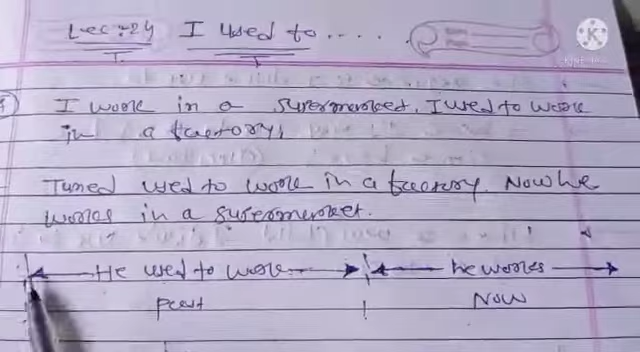 Lec:24 I used to .....
I work in a supermarket. I used to work
in a factory.
used to work in a factory. Now he
works in a supermarket.
He used to work he works
Past Now